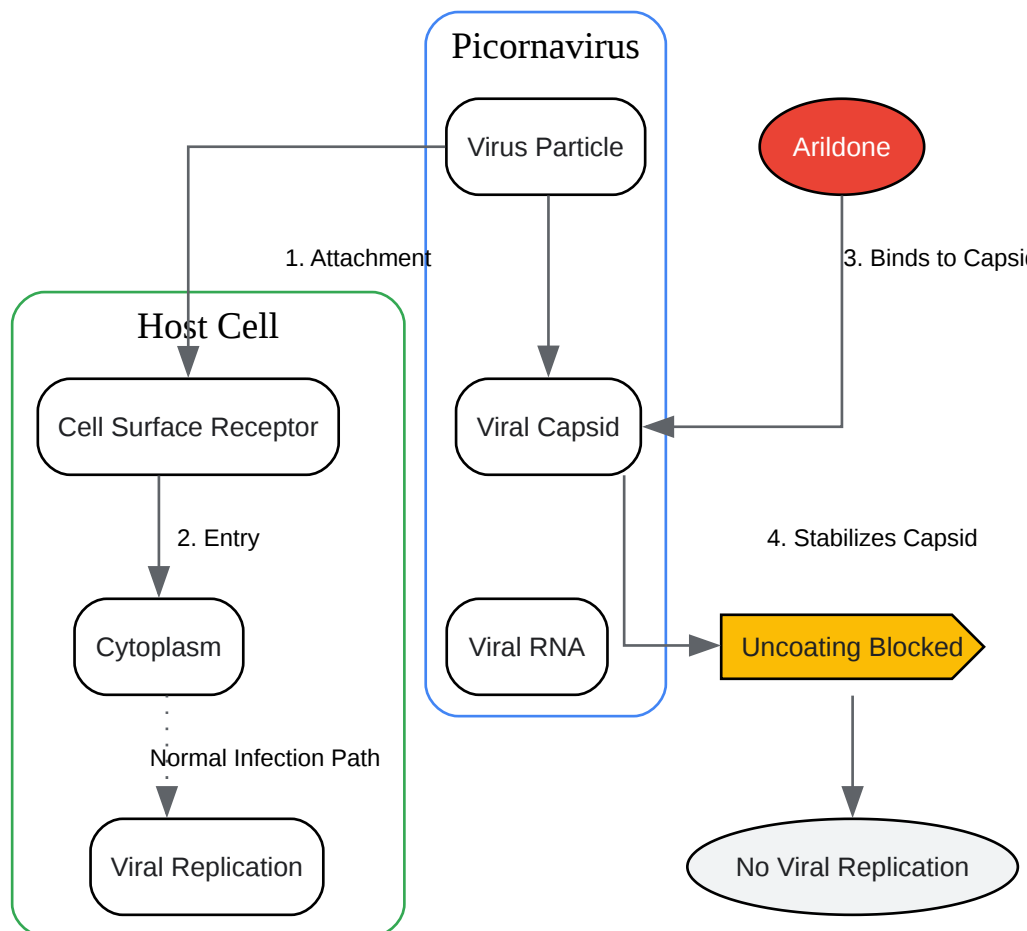 Picornavirus
Virus Particle
Arildone
1. Attachment
3. Binds to Capsi
Host Cell
Cell Surface Receptor
Viral Capsid
2. Entry
4. Stabilizes Capsid
Cytoplasm
Viral RNA
Uncoating Blocked
Normal Infection Path
Viral Replication
No Viral Replication